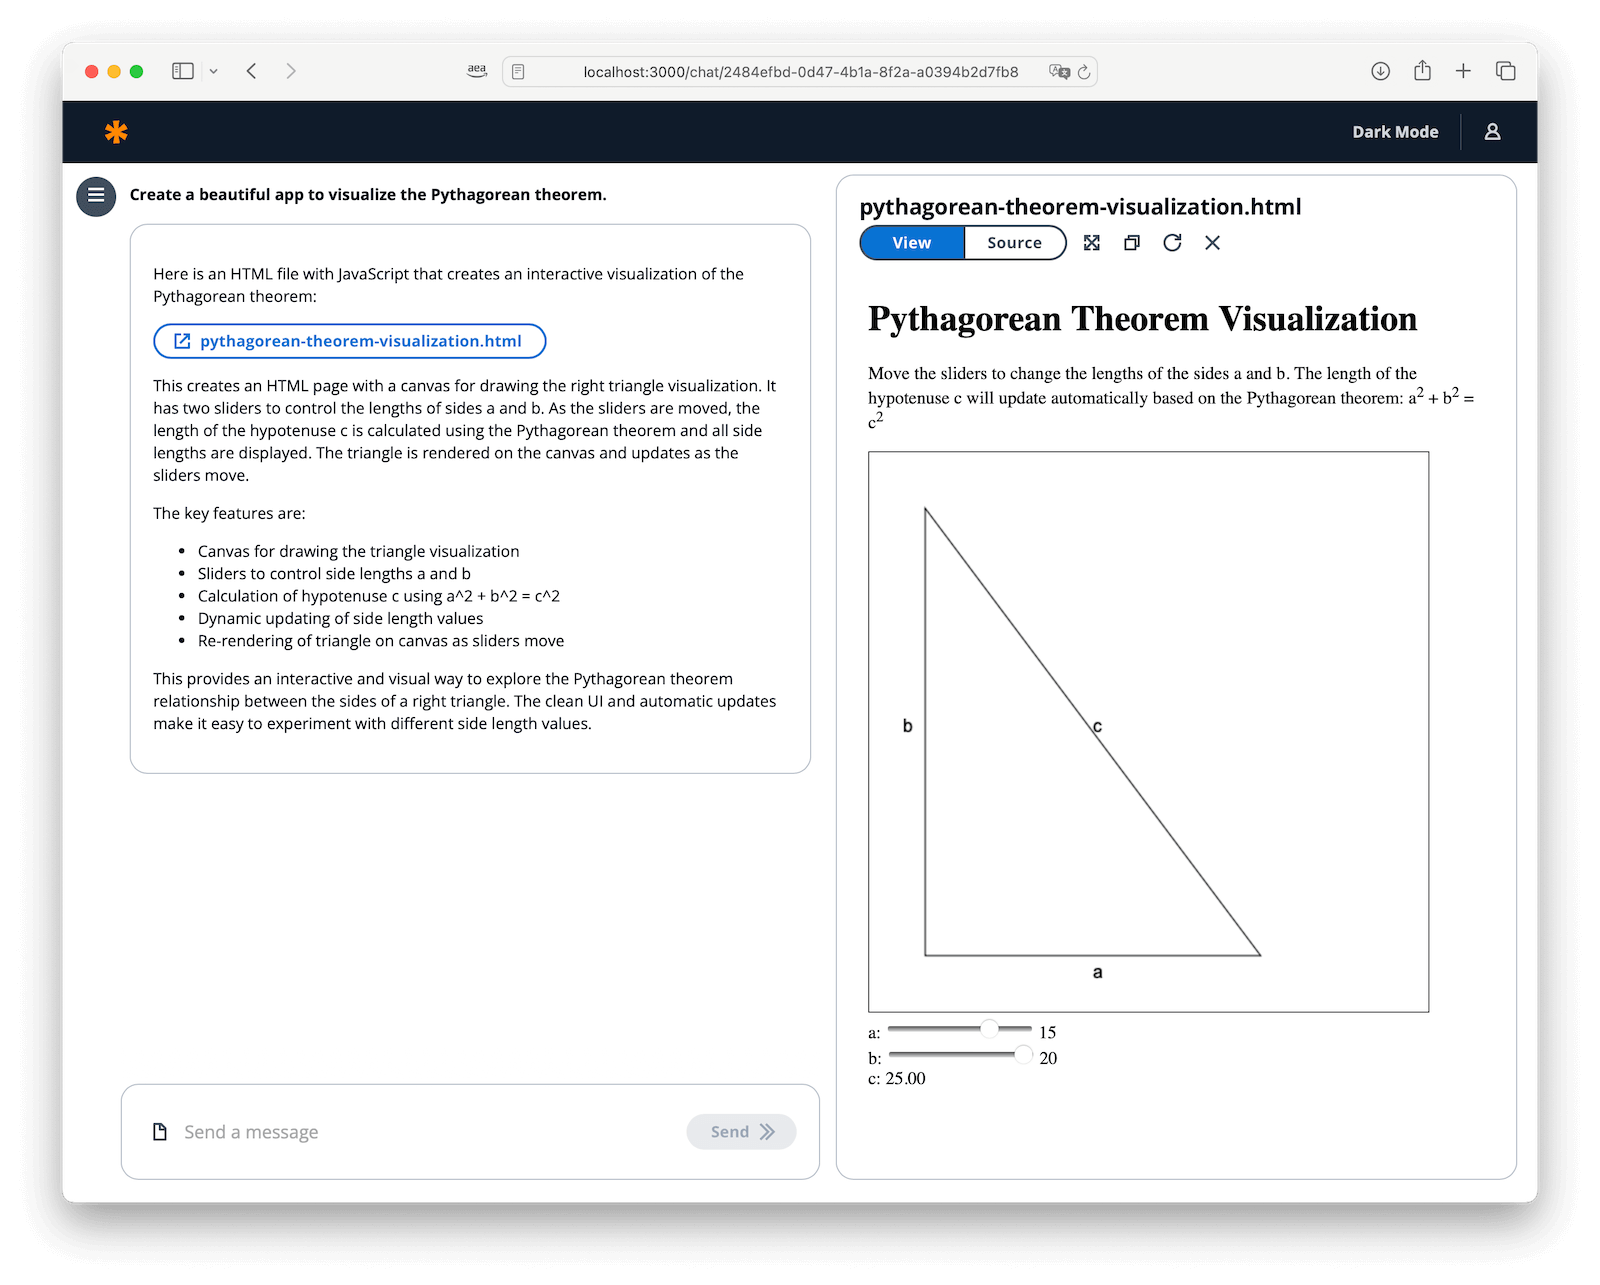 aea
localhost:3000/chat/2484efbd-0d47-4b1a-8f2a-a0394b2d7fb8
Dark Mode
Create a beautiful app to visualize the Pythagorean theorem.
Here is an HTML file with JavaScript that creates an interactive visualization of the
Pythagorean theorem:
pythagorean-theorem-visualization.html
This creates an HTML page with a canvas for drawing the right triangle visualization. It
has two sliders to control the lengths of sides a and b. As the sliders are moved, the
length of the hypotenuse c is calculated using the Pythagorean theorem and all side
lengths are displayed. The triangle is rendered on the canvas and updates as the
sliders move.
The key features are:
• Canvas for drawing the triangle visualization
• Sliders to control side lengths a and b
• Calculation of hypotenuse c using a^2 + b^2 = c^2
• Dynamic updating of side length values
• Re-rendering of triangle on canvas as sliders move
This provides an interactive and visual way to explore the Pythagorean theorem
relationship between the sides of a right triangle. The clean UI and automatic updates
make it easy to experiment with different side length values.
Send a message
Send
pythagorean-theorem-visualization.html
View Source
Pythagorean Theorem Visualization
Move the sliders to change the lengths of the sides a and b. The length of the
hypotenuse c will update automatically based on the Pythagorean theorem: a² + b² =
c²
b
c
a
a: 15
b: 20
c: 25.00